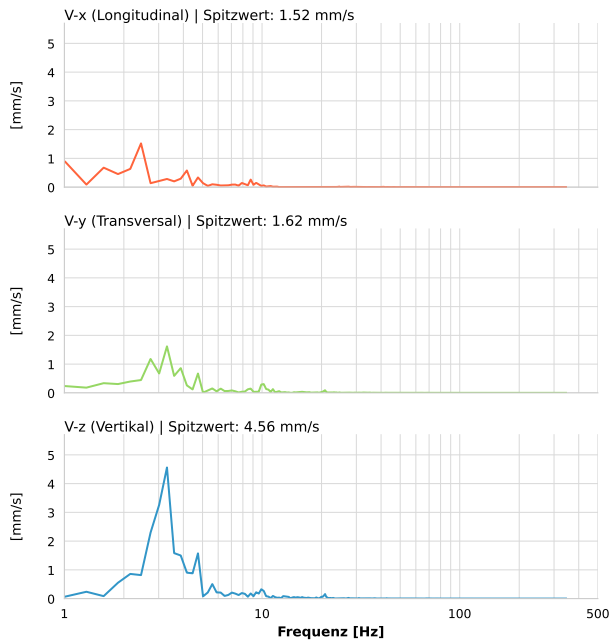 V-x (Longitudinal) | Spitzwert: 1.52 mm/s
[mm/s]
5
4
3
2
1
0
V-y (Transversal) | Spitzwert: 1.62 mm/s
[mm/s]
5
4
3
2
1
0
V-z (Vertikal) | Spitzwert: 4.56 mm/s
[mm/s]
5
4
3
2
1
0
1 10 100 500
Frequenz [Hz]